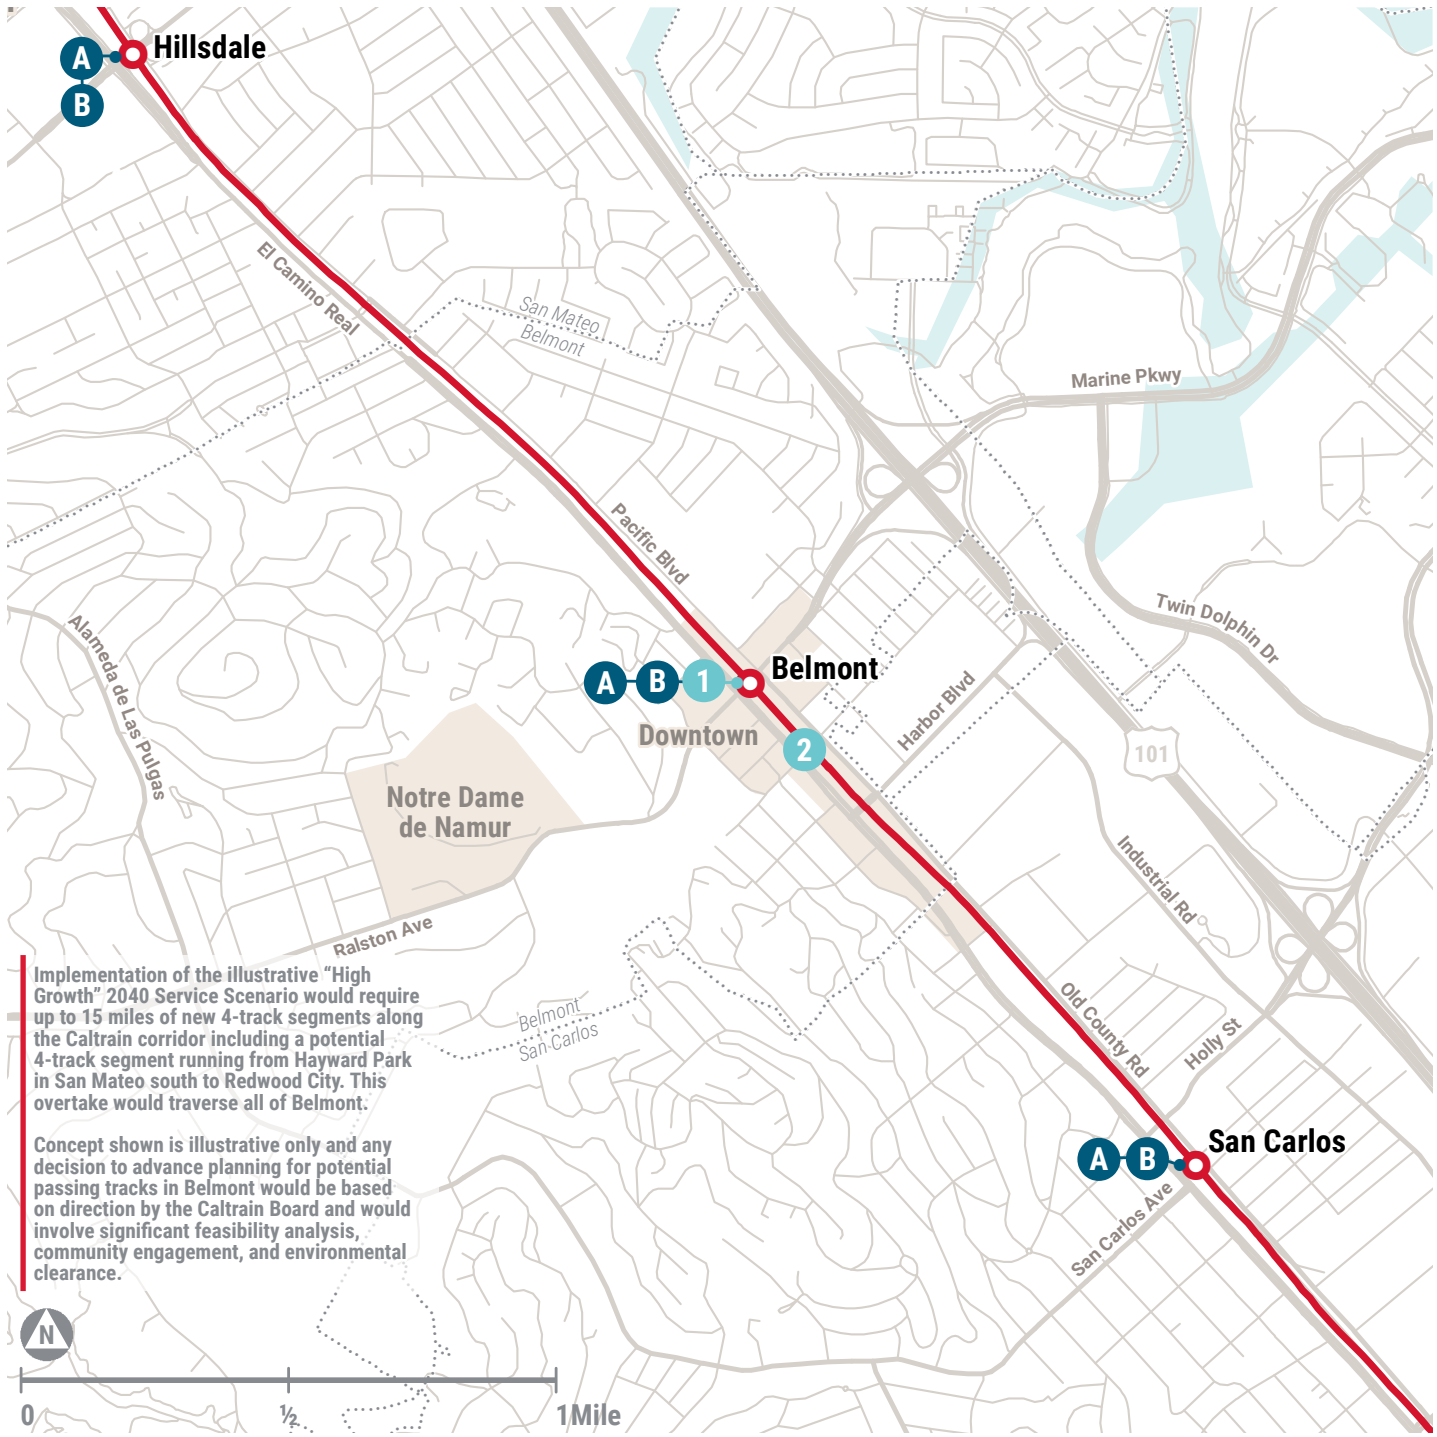 A
B
Hillsdale
El Camino Real
San Mateo
Belmont
Marine Pkwy
Pacific Blvd
Twin Dolphin Dr
Alameda de Las Pulgas
A
B
1
Belmont
Downtown
2
Harbor Blvd
101
Notre Dame
de Namur
Industrial Rd
Ralston Ave
Belmont
San Carlos
Old County Rd
Holly St
A
B
San Carlos
San Carlos Ave
Implementation of the illustrative “High
Growth” 2040 Service Scenario would require
up to 15 miles of new 4-track segments along
the Caltrain corridor including a potential
4-track segment running from Hayward Park
in San Mateo south to Redwood City. This
overtake would traverse all of Belmont.
Concept shown is illustrative only and any
decision to advance planning for potential
passing tracks in Belmont would be based
on direction by the Caltrain Board and would
involve significant feasibility analysis,
community engagement, and environmental
clearance.
N
0
½
1Mile